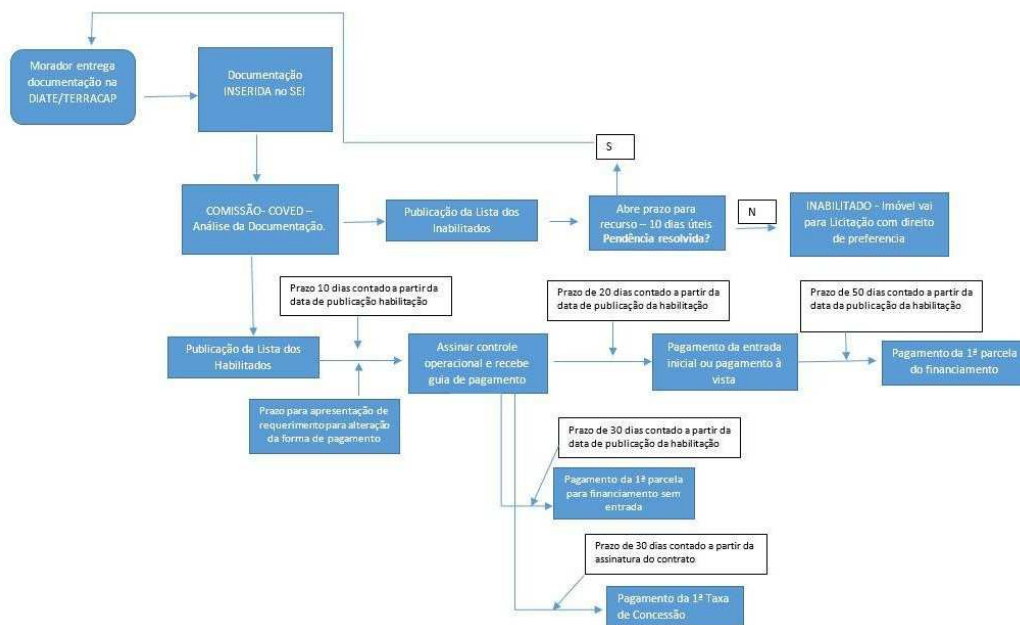 Morador entrega
documentação na
DIATE/TERRACAP
Documentação
INSERIDA no SEI
S
COMISSÃO- COVED –
Análise da Documentação.
Publicação da Lista dos
Inabilitados
Abre prazo para
recurso – 10 dias úteis
Pendência resolvida?
N
INABILITADO - Imóvel vai
para Licitação com direito
de preferencia
Prazo 10 dias contado a partir da
data de publicação habilitação
Prazo de 20 dias contado a partir da
data de publicação da habilitação
Prazo de 50 dias contado a partir da
data da publicação da habilitação
Publicação da Lista dos
Habilitados
Assinar controle
operacional e recebe
guia de pagamento
Pagamento da entrada
inicial ou pagamento à
vista
Pagamento da 1ª parcela
do financiamento
Prazo para apresentação de
requerimento para alteração
da forma de pagamento
Prazo de 30 dias contado a partir da
data de publicação da habilitação
Pagamento da 1ª parcela
para financiamento sem
entrada
Prazo de 30 dias contado a partir da
assinatura do contrato
Pagamento da 1ª Taxa
de Concessão